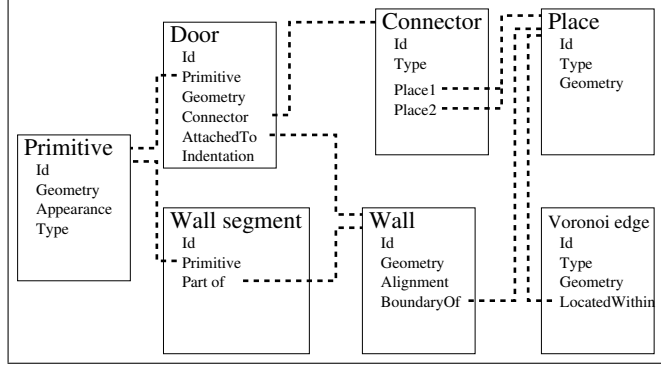 Door
Id
Primitive
Geometry
Connector
AttachedTo
Indentation
Connector
Id
Type
Place1
Place2
Place
Id
Type
Geometry
Primitive
Id
Geometry
Appearance
Type
Wall segment
Id
Primitive
Part of
Wall
Id
Geometry
Alignment
BoundaryOf
Voronoi edge
Id
Type
Geometry
LocatedWithin